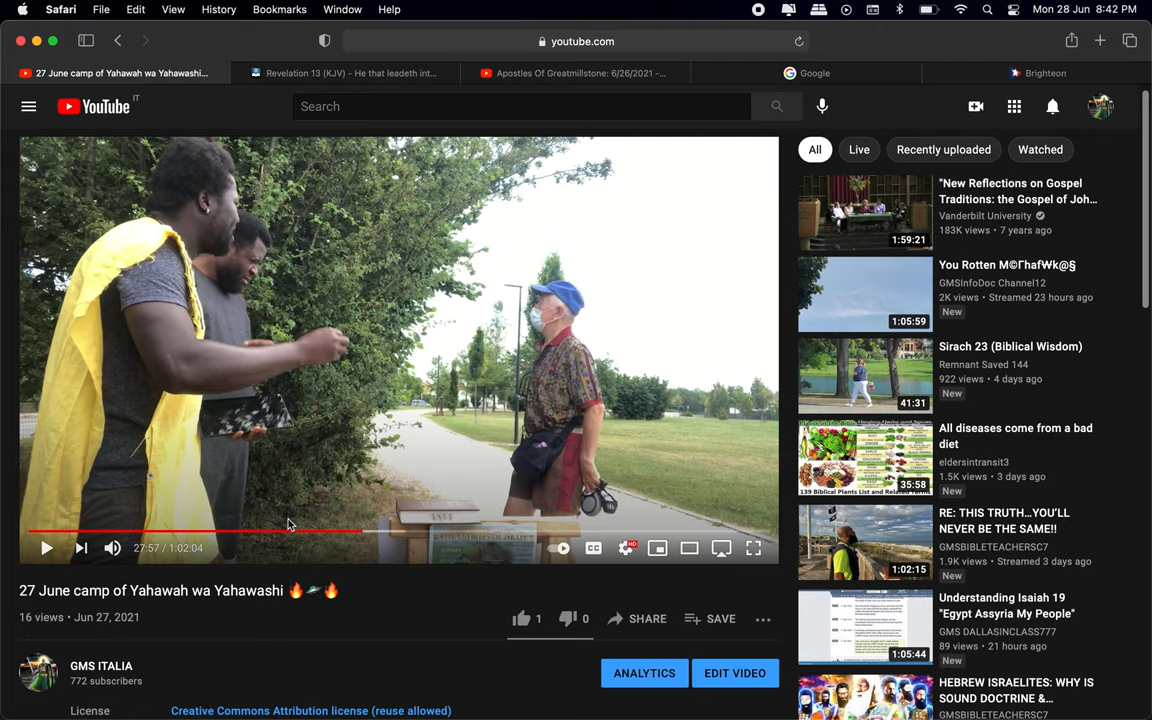 Safari File Edit View History Bookmarks Window Help Mon 28 Jun 8:42 PM
youtube.com
27 June camp of Yahawah wa Yahawashi... Revelation 13 (KJV) - He that leadeth int... Apostles Of Greatmillstone: 6/26/2021 -... Google Brighteon
YouTube IT Search
All Live Recently uploaded Watched
"New Reflections on Gospel
Traditions: the Gospel of Joh...
Vanderbilt University
183K views • 7 years ago
1:59:21
You Rotten M©ΓhafW̶k@§
GMSInfoDoc Channel12
2K views • Streamed 23 hours ago
New
1:05:59
Sirach 23 (Biblical Wisdom)
Remnant Saved 144
922 views • 4 days ago
New
41:31
All diseases come from a bad
diet
eldersintransit3
1.5K views • 3 days ago
New
35:58
139 Biblical Plants List and Related
RE: THIS TRUTH...YOU'LL
NEVER BE THE SAME!!
GMSBIBLETEACHERSC7
1.9K views • Streamed 3 days ago
New
1:02:15
Understanding Isaiah 19
"Egypt Assyria My People"
GMS DALLASINCLASS777
89 views • 21 hours ago
New
1:05:44
HEBREW ISRAELITES: WHY IS
SOUND DOCTRINE &...
GMSBIBLETEACHERSC7
27:57 / 1:02:04 CC HD
27 June camp of Yahawah wa Yahawashi 🔥🛸🔥
16 views • Jun 27, 2021
1 0 SHARE SAVE
GMS ITALIA
772 subscribers
ANALYTICS EDIT VIDEO
License Creative Commons Attribution license (reuse allowed)